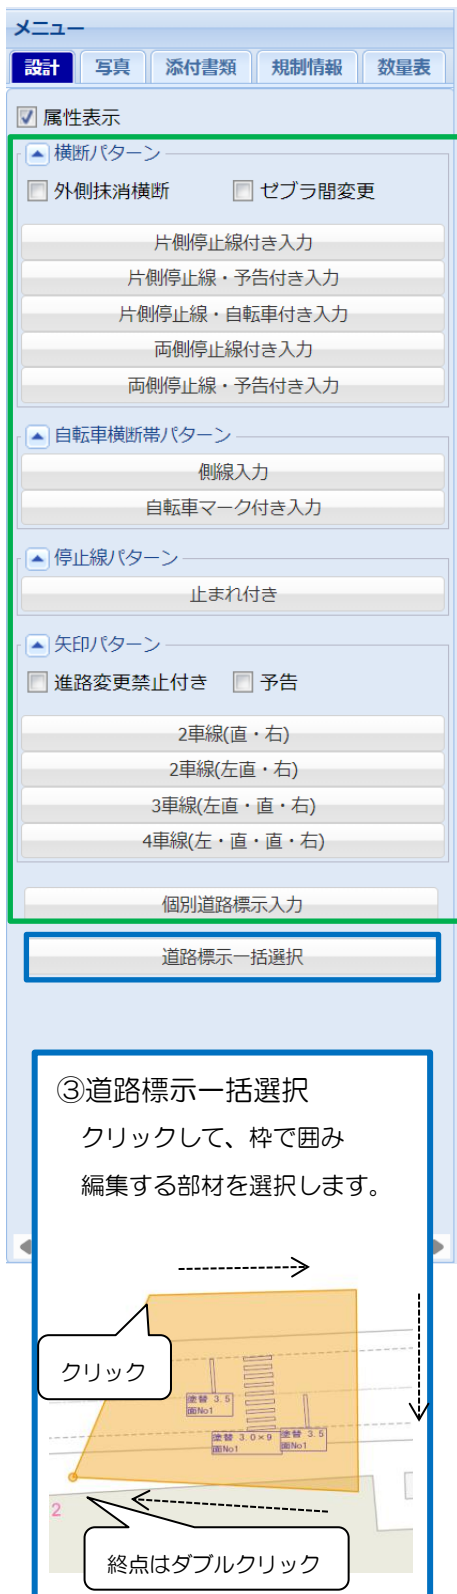 メニュー
設計 写真 添付書類 規制情報 数量表
属性表示
横断パターン
外側抹消横断 ゼブラ間変更
片側停止線付き入力
片側停止線・予告付き入力
片側停止線・自転車付き入力
両側停止線付き入力
両側停止線・予告付き入力
自転車横断帯パターン
側線入力
自転車マーク付き入力
停止線パターン
止まれ付き
矢印パターン
進路変更禁止付き 予告
2車線(直・右)
2車線(左直・右)
3車線(左直・直・右)
4車線(左・直・直・右)
個別道路標示入力
道路標示一括選択
③道路標示一括選択
クリックして、枠で囲み
編集する部材を選択します。
クリック
塗替 3.5
面No1
塗替 3.0×9
面No1
塗替 3.5
面No1
2
終点はダブルクリック